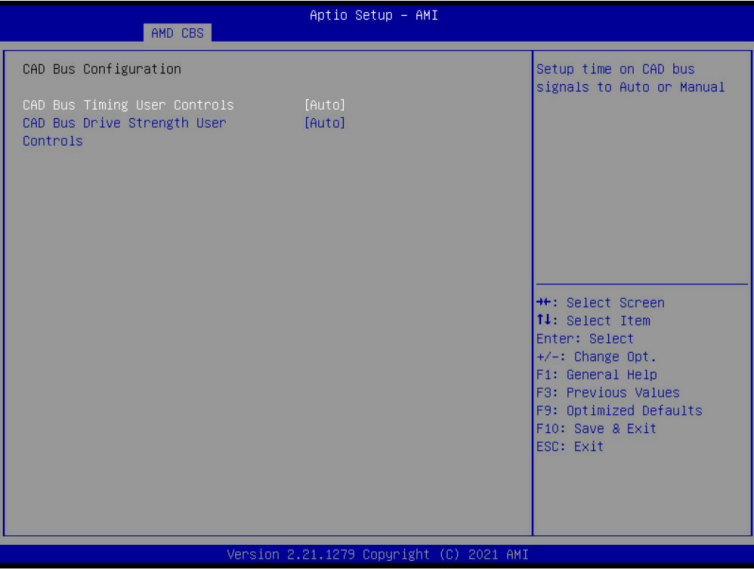 Aptio Setup – AMI
AMD CBS
CAD Bus Configuration
CAD Bus Timing User Controls [Auto]
CAD Bus Drive Strength User [Auto]
Controls
Setup time on CAD bus
signals to Auto or Manual
→←: Select Screen
↑↓: Select Item
Enter: Select
+/-: Change Opt.
F1: General Help
F3: Previous Values
F9: Optimized Defaults
F10: Save & Exit
ESC: Exit
Version 2.21.1279 Copyright (C) 2021 AMI